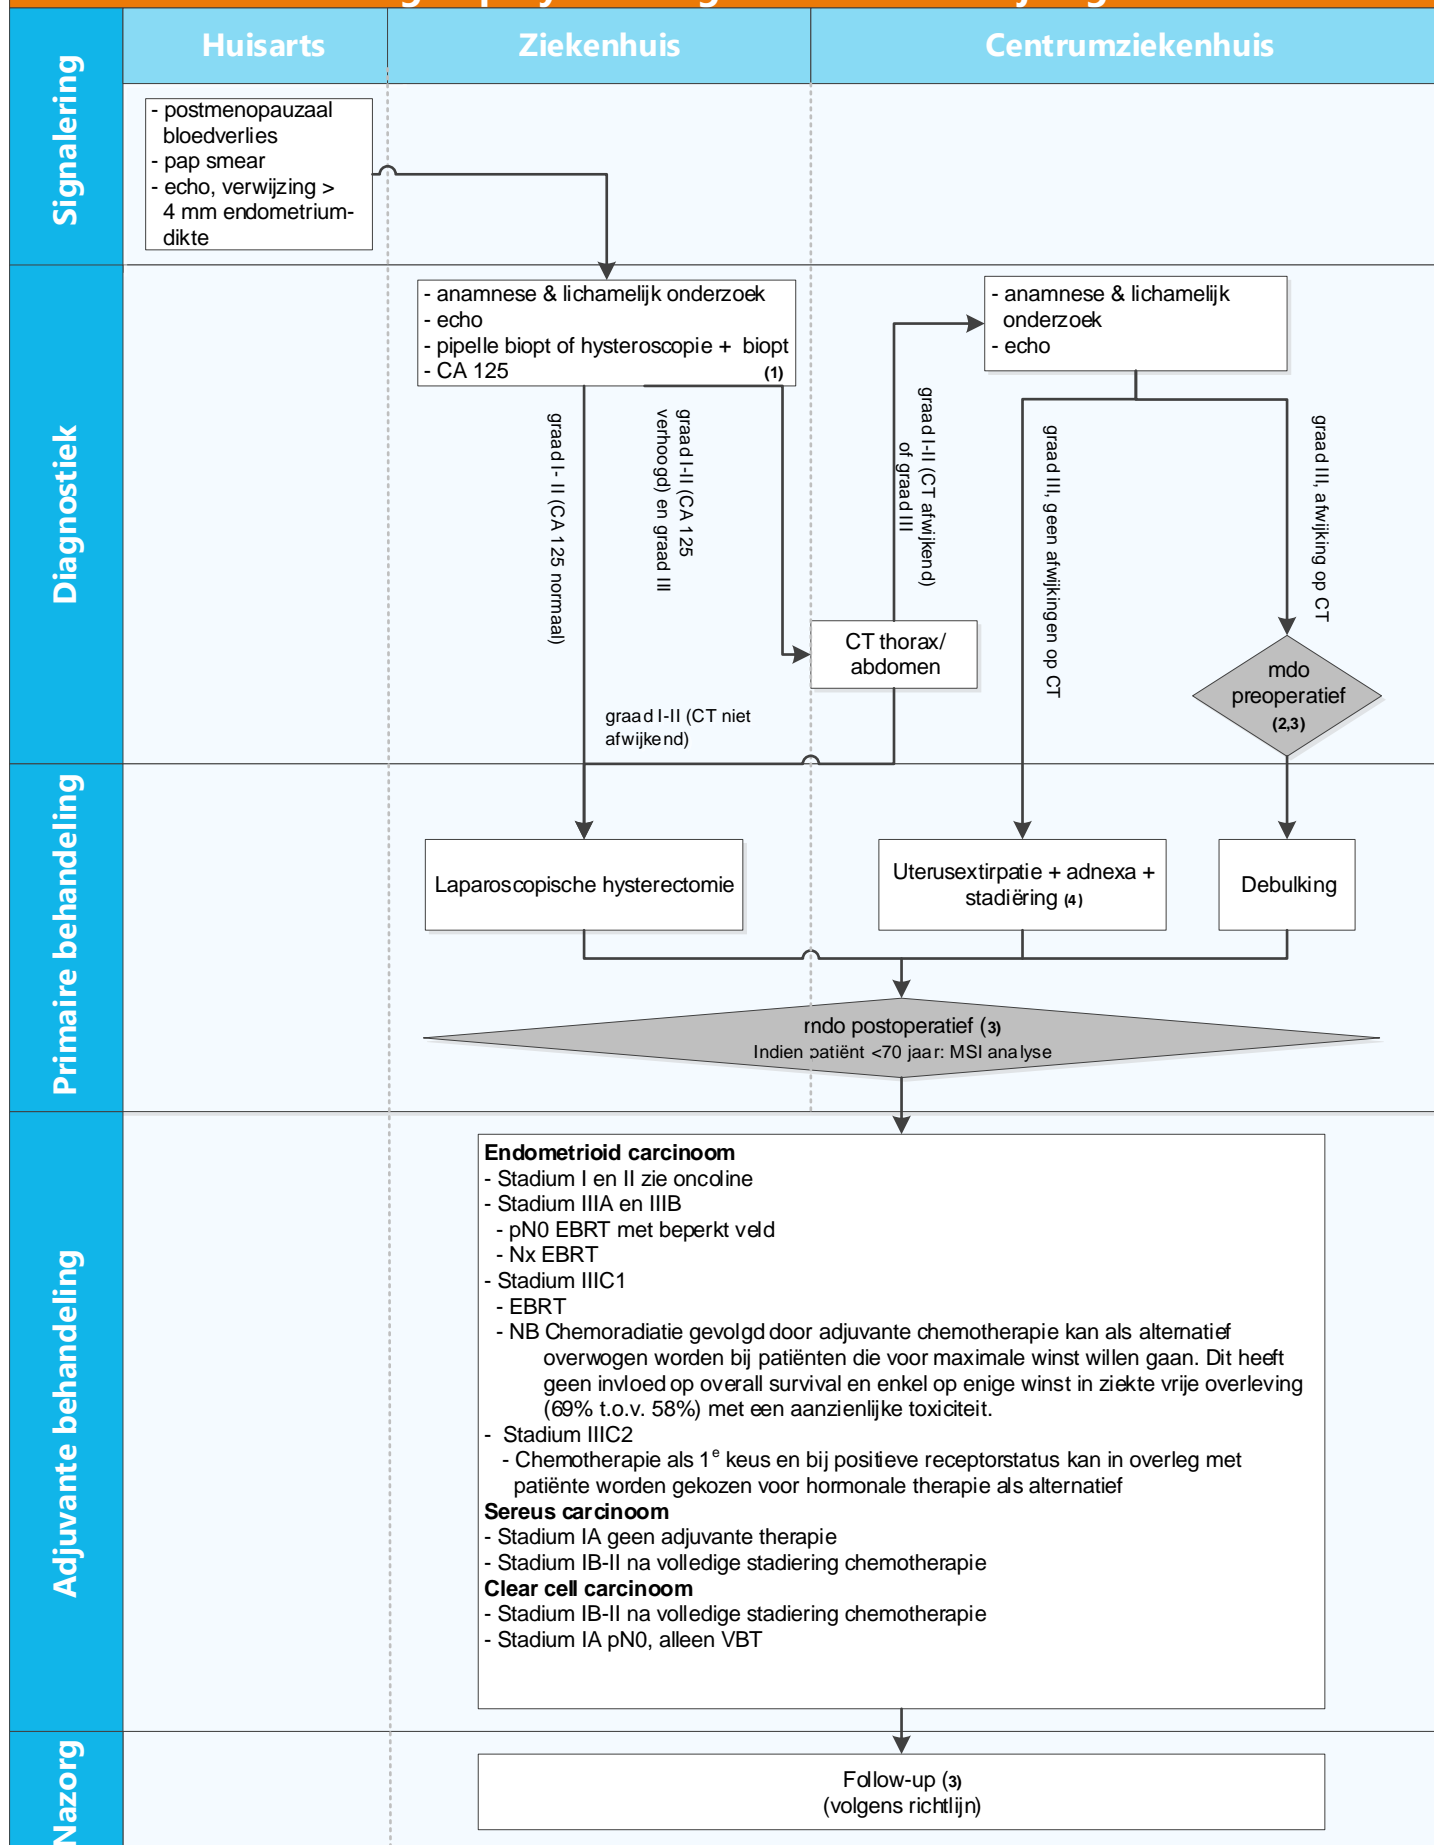 Huisarts
Ziekenhuis
Centrumziekenhuis
Signalering
- postmenopauzaal
bloedverlies
- pap smear
- echo, verwijzing >
4 mm endometrium-
dikte
Diagnostiek
- anamnese & lichamelijk onderzoek
- echo
- pipelle biopt of hysteroscopie + biopt
- CA 125 (1)
- anamnese & lichamelijk
onderzoek
- echo
graad I- II (CA 125 normaal)
graad I-II (CA 125
verhoogd) en graad III
graad I-II (CT afwijkend)
of graad III
graad III, geen afwijkingen op CT
graad III, afwijking op CT
CT thorax/
abdomen
mdo
preoperatief
(2,3)
graad I-II (CT niet
afwijkend)
Primaire behandeling
Laparoscopische hysterectomie
Uterusextirpatie + adnexa +
stadiëring (4)
Debulking
mdo postoperatief (3)
Indien patiënt <70 jaar: MSI analyse
Adjuvante behandeling
Endometrioid carcinoom
- Stadium I en II zie oncoline
- Stadium IIIA en IIIB
- pN0 EBRT met beperkt veld
- Nx EBRT
- Stadium IIIC1
- EBRT
- NB Chemoradiatie gevolgd door adjuvante chemotherapie kan als alternatief
overwogen worden bij patiënten die voor maximale winst willen gaan. Dit heeft
geen invloed op overall survival en enkel op enige winst in ziekte vrije overleving
(69% t.o.v. 58%) met een aanzienlijke toxiciteit.
- Stadium IIIC2
- Chemotherapie als 1e keus en bij positieve receptorstatus kan in overleg met
patiënte worden gekozen voor hormonale therapie als alternatief
Sereus carcinoom
- Stadium IA geen adjuvante therapie
- Stadium IB-II na volledige stadiering chemotherapie
Clear cell carcinoom
- Stadium IB-II na volledige stadiering chemotherapie
- Stadium IA pN0, alleen VBT
Nazorg
Follow-up (3)
(volgens richtlijn)